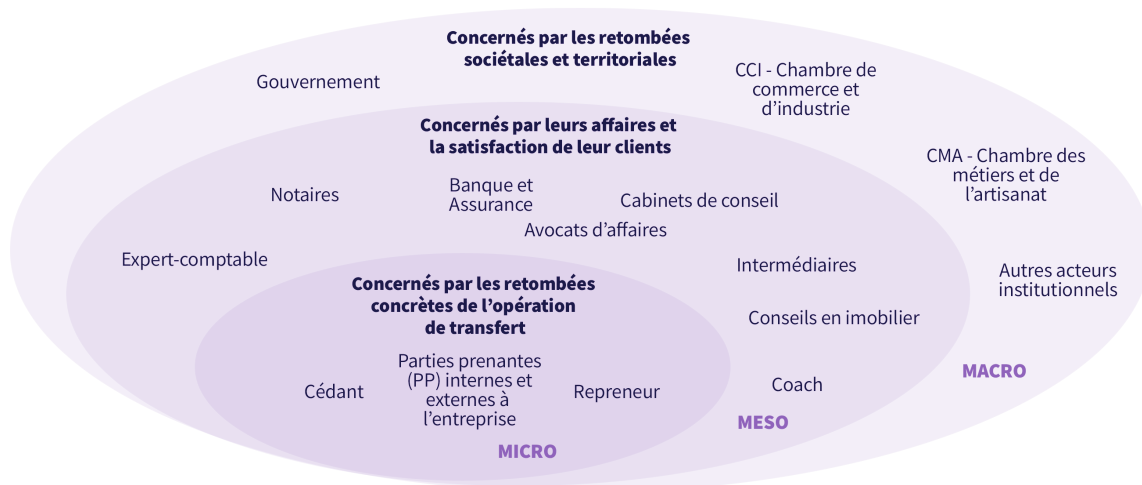 Concernés par les retombées
sociétales et territoriales
Gouvernement
CCI - Chambre de
commerce et
d’industrie
Concernés par leurs affaires et
la satisfaction de leur clients
CMA - Chambre des
métiers et de
l’artisanat
Notaires
Banque et
Assurance
Cabinets de conseil
Avocats d’affaires
Expert-comptable
Intermédiaires
Autres acteurs
institutionnels
Concernés par les retombées
concrètes de l’opération
de transfert
Conseils en imobilier
Cédant
Parties prenantes
(PP) internes et
externes à
l’entreprise
Repreneur
Coach
MACRO
MESO
MICRO